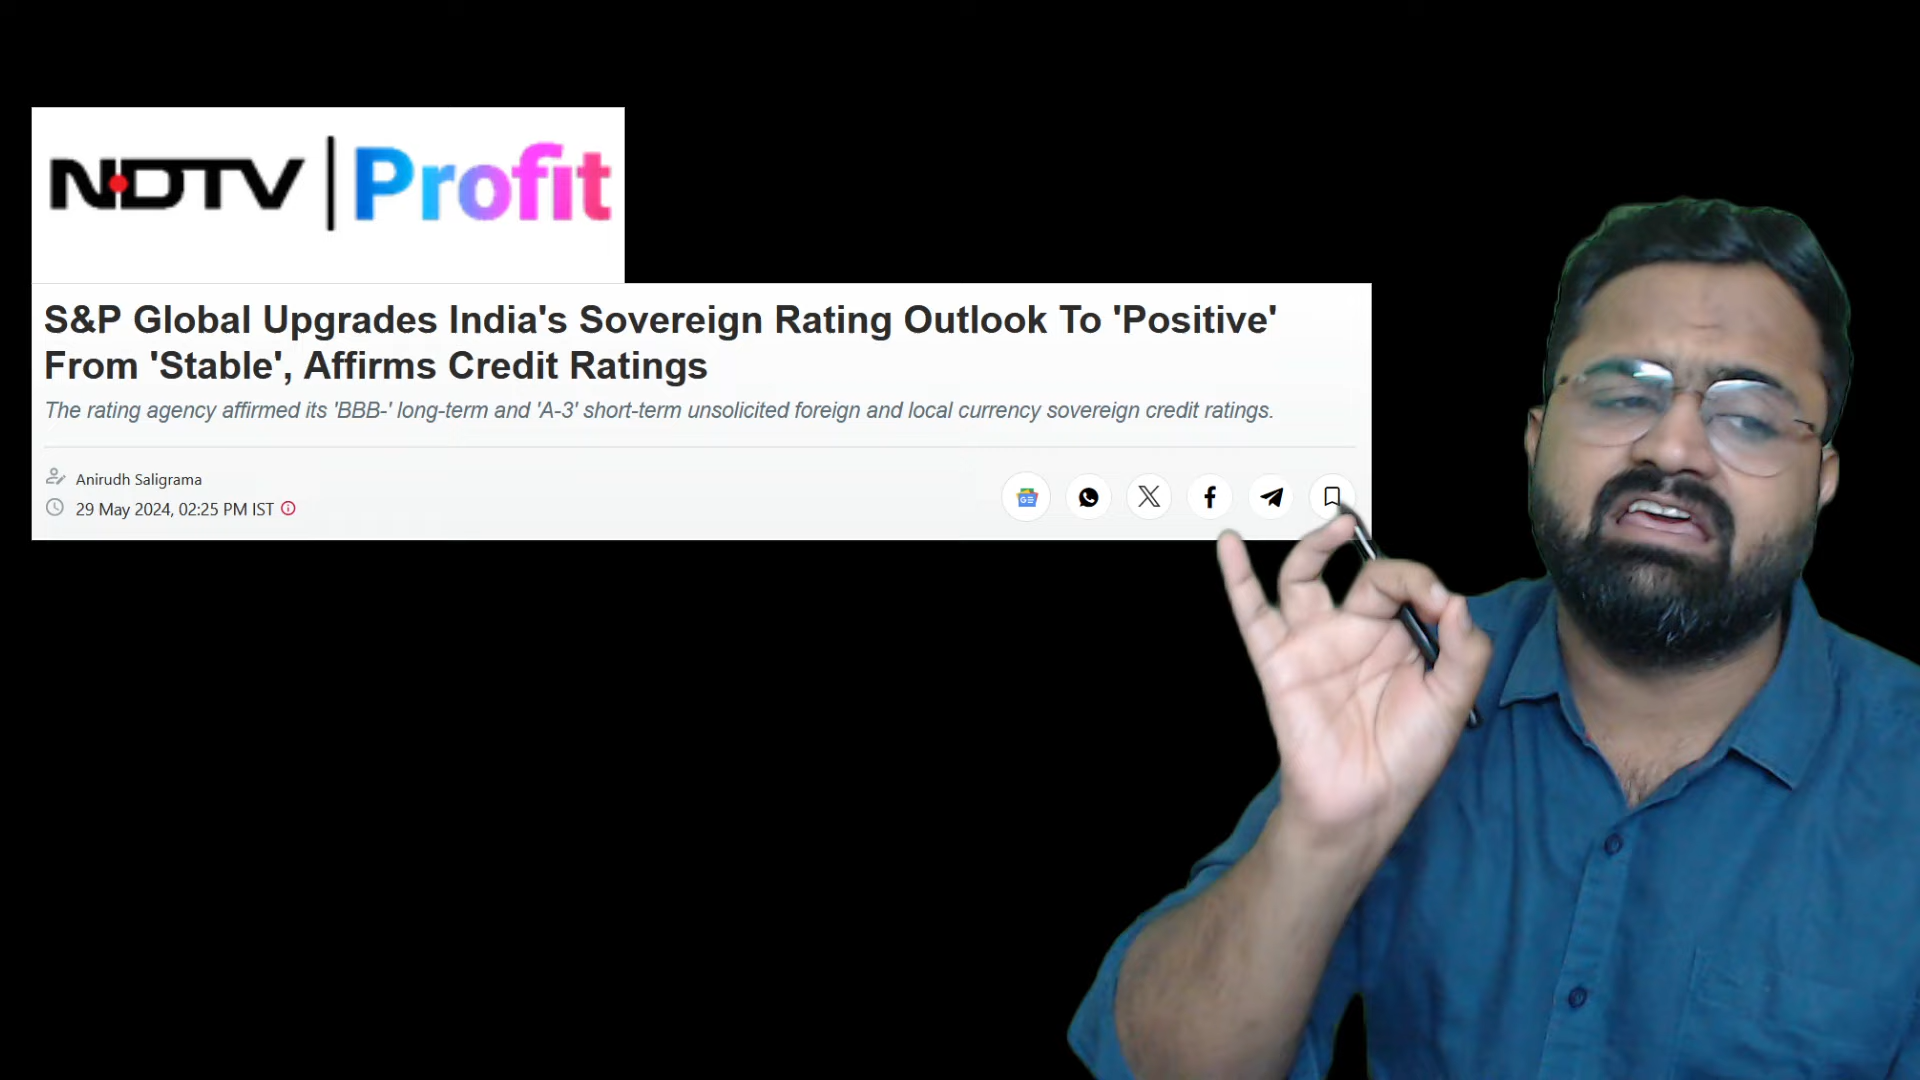 NDTV | Profit
S&P Global Upgrades India's Sovereign Rating Outlook To 'Positive'
From 'Stable', Affirms Credit Ratings
The rating agency affirmed its 'BBB-' long-term and 'A-3' short-term unsolicited foreign and local currency sovereign credit ratings.
Anirudh Saligrama
29 May 2024, 02:25 PM IST